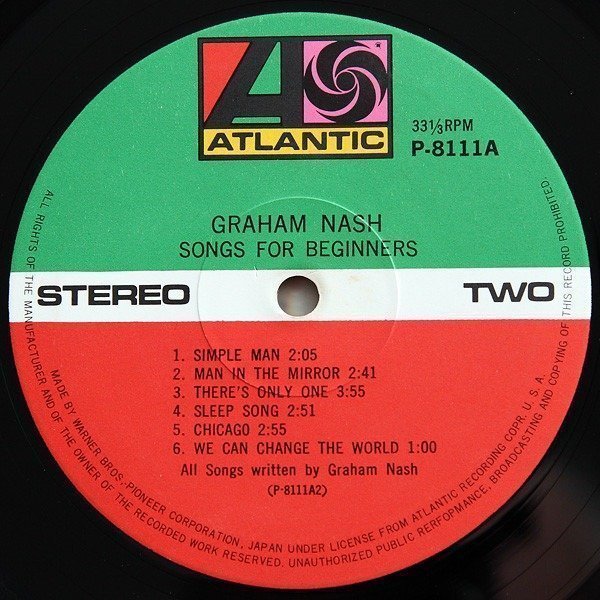 ATLANTIC
33⅓RPM
P-8111A
GRAHAM NASH
SONGS FOR BEGINNERS
STEREO
TWO
1. SIMPLE MAN 2:05
2. MAN IN THE MIRROR 2:41
3. THERE'S ONLY ONE 3:55
4. SLEEP SONG 2:51
5. CHICAGO 2:55
6. WE CAN CHANGE THE WORLD 1:00
All Songs written by Graham Nash
(P-8111A2)
ALL RIGHTS OF THE MANUFACTURER AND OF THE OWNER OF THE RECORDED WORK RESERVED. UNAUTHORIZED PUBLIC RERFORMANCE, BROADCASTING AND COPYING OF THIS RECORD PROHIBITED
MADE BY WARNER BROS., PIONEER CORPORATION, JAPAN UNDER LICENSE FROM ATLANTIC RECORDING COPR. U. S. A.